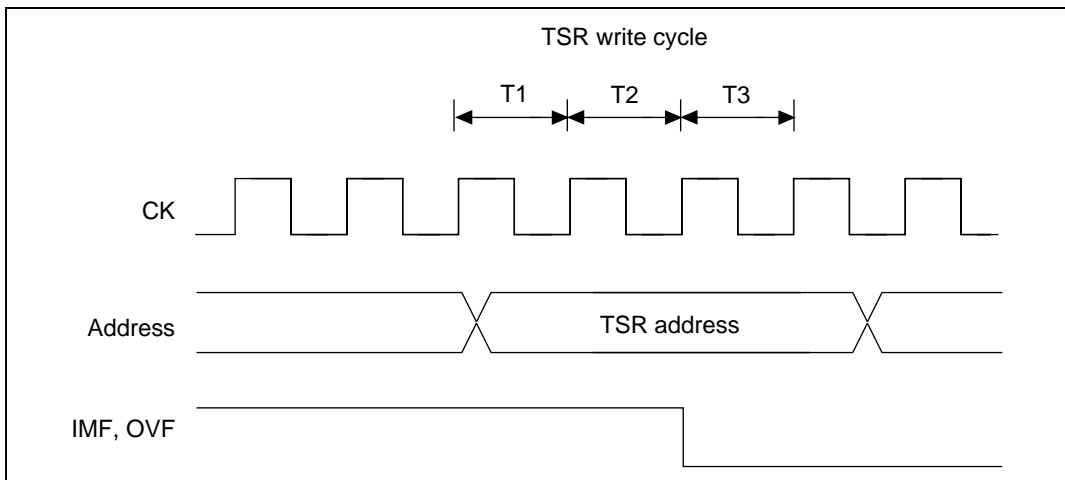 TSR write cycle
T1 T2 T3
CK
Address TSR address
IMF, OVF